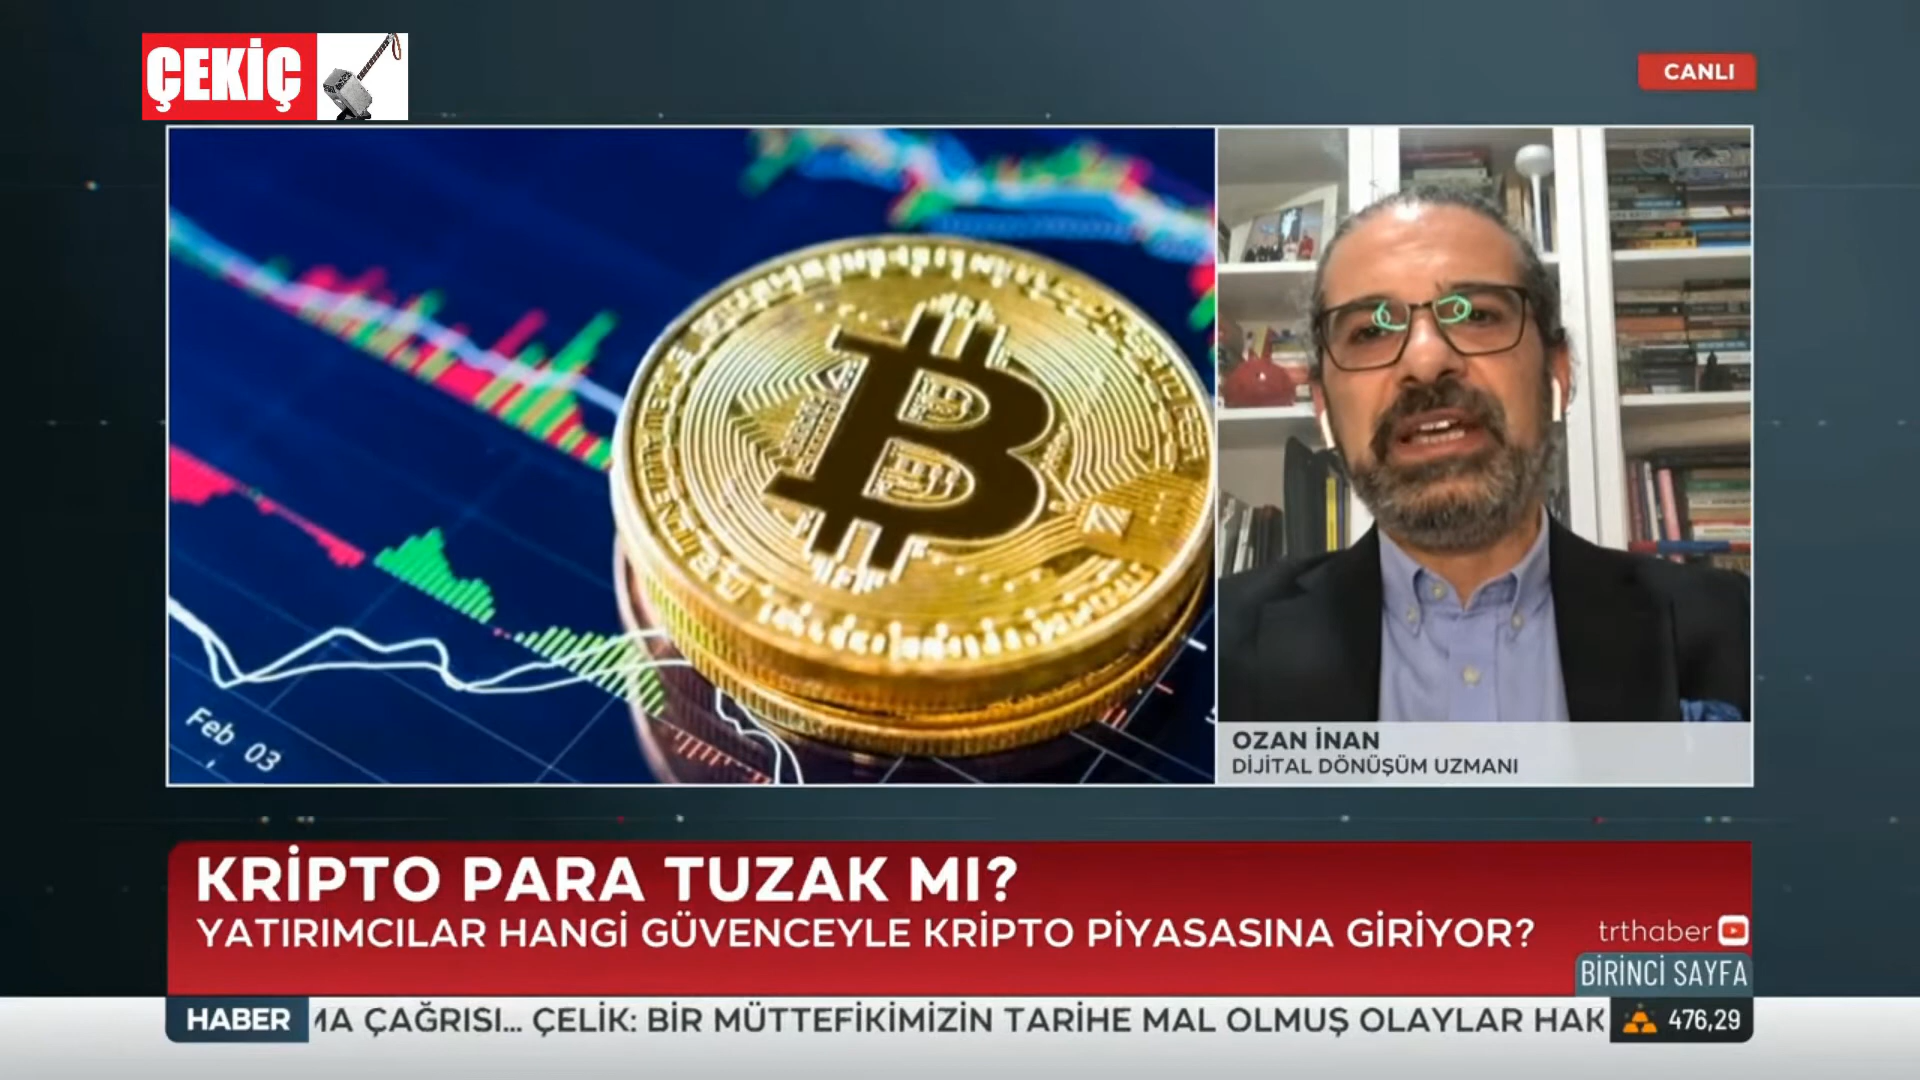 ÇEKİÇ
CANLI
Feb 03
OZAN İNAN
DİJİTAL DÖNÜŞÜM UZMANI
KRİPTO PARA TUZAK MI?
YATIRIMCILAR HANGİ GÜVENCEYLE KRİPTO PİYASASINA GİRİYOR?
trthaber
BİRİNCİ SAYFA
HABER
MA ÇAĞRISI... ÇELİK: BİR MÜTTEFİKİMİZİN TARİHE MAL OLMUŞ OLAYLAR HAK
476,29